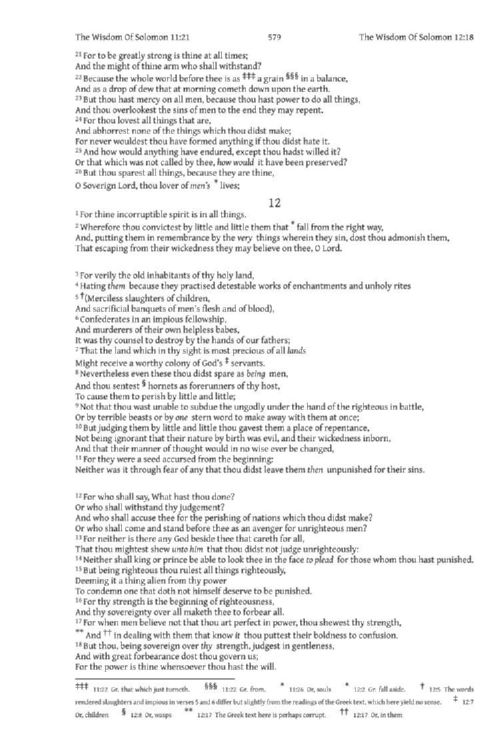 The Wisdom Of Solomon 11:21 579 The Wisdom Of Solomon 12:18
21 For to be greatly strong is thine at all times;
And the might of thine arm who shall withstand?
22 Because the whole world before thee is as ‡‡‡ a grain §§§ in a balance,
And as a drop of dew that at morning cometh down upon the earth.
23 But thou hast mercy on all men, because thou hast power to do all things,
And thou overlookest the sins of men to the end they may repent.
24 For thou lovest all things that are,
And abhorrest none of the things which thou didst make;
For never wouldest thou have formed anything if thou didst hate it.
25 And how would anything have endured, except thou hadst willed it?
Or that which was not called by thee, how would it have been preserved?
26 But thou sparest all things, because they are thine,
O Soverign Lord, thou lover of men's * lives;
12
1 For thine incorruptible spirit is in all things.
2 Wherefore thou convictest by little and little them that * fall from the right way,
And, putting them in remembrance by the very things wherein they sin, dost thou admonish them,
That escaping from their wickedness they may believe on thee, O Lord.
3 For verily the old inhabitants of thy holy land,
4 Hating them because they practised detestable works of enchantments and unholy rites
5 †(Merciless slaughters of children,
And sacrificial banquets of men's flesh and of blood),
6 Confederates in an impious fellowship,
And murderers of their own helpless babes,
It was thy counsel to destroy by the hands of our fathers;
7 That the land which in thy sight is most precious of all lands
Might receive a worthy colony of God's ‡ servants.
8 Nevertheless even these thou didst spare as being men,
And thou sentest § hornets as forerunners of thy host,
To cause them to perish by little and little;
9 Not that thou wast unable to subdue the ungodly under the hand of the righteous in battle,
Or by terrible beasts or by one stern word to make away with them at once;
10 But judging them by little and little thou gavest them a place of repentance,
Not being ignorant that their nature by birth was evil, and their wickedness inborn,
And that their manner of thought would in no wise ever be changed,
11 For they were a seed accursed from the beginning:
Neither was it through fear of any that thou didst leave them then unpunished for their sins.
12 For who shall say, What hast thou done?
Or who shall withstand thy judgement?
And who shall accuse thee for the perishing of nations which thou didst make?
Or who shall come and stand before thee as an avenger for unrighteous men?
13 For neither is there any God beside thee that careth for all,
That thou mightest shew unto him that thou didst not judge unrighteously:
14 Neither shall king or prince be able to look thee in the face to plead for those whom thou hast punished.
15 But being righteous thou rulest all things righteously,
Deeming it a thing alien from thy power
To condemn one that doth not himself deserve to be punished.
16 For thy strength is the beginning of righteousness,
And thy sovereignty over all maketh thee to forbear all.
17 For when men believe not that thou art perfect in power, thou shewest thy strength,
** And †† in dealing with them that know it thou puttest their boldness to confusion.
18 But thou, being sovereign over thy strength, judgest in gentleness,
And with great forbearance dost thou govern us;
For the power is thine whensoever thou hast the will.
‡‡‡ 11:22 Gr. that which just turneth. §§§ 11:22 Gr. from. * 11:26 Or, souls * 12:2 Gr. fall aside. † 12:5 The words
rendered slaughters and impious in verses 5 and 6 differ but slightly from the readings of the Greek text, which here yield no sense. ‡ 12:7
Or, children § 12:8 Or, wasps ** 12:17 The Greek text here is perhaps corrupt. †† 12:17 Or, in them